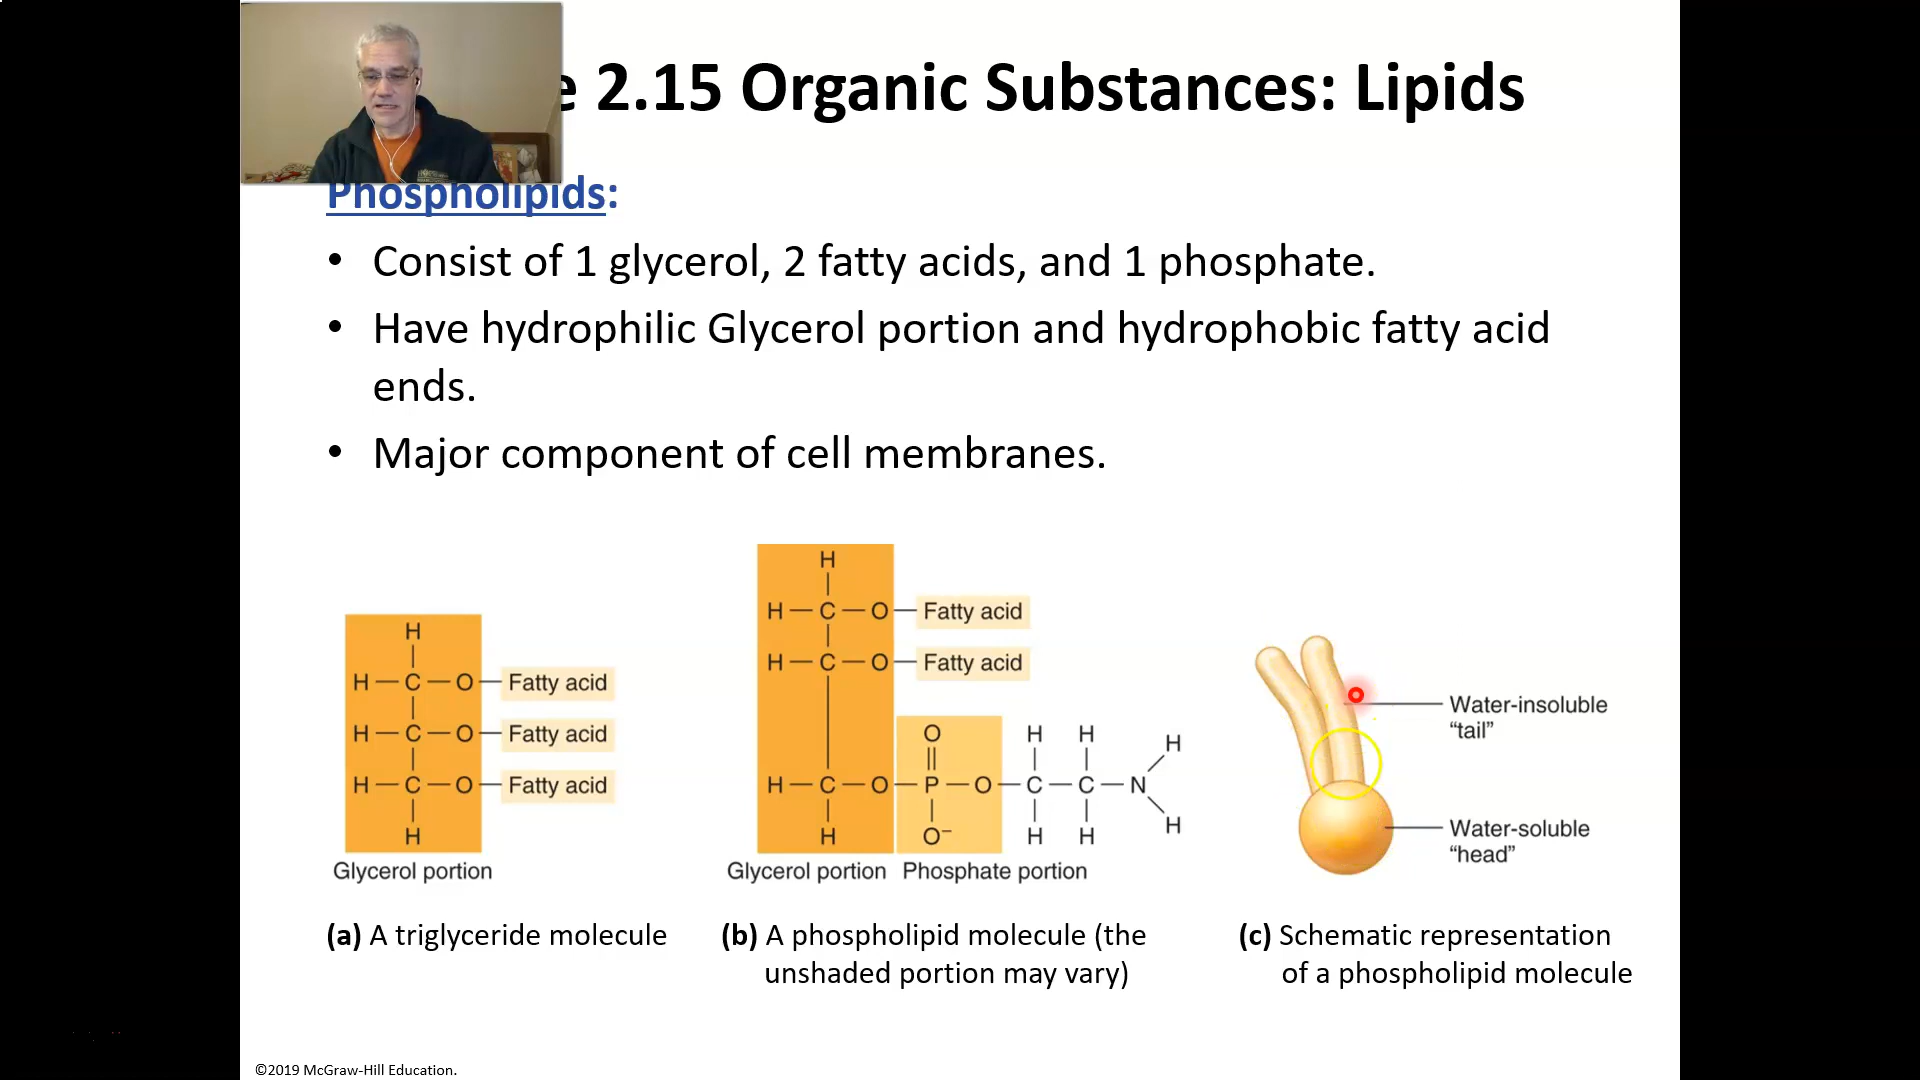 e 2.15 Organic Substances: Lipids
Phospholipids:
• Consist of 1 glycerol, 2 fatty acids, and 1 phosphate.
• Have hydrophilic Glycerol portion and hydrophobic fatty acid
ends.
• Major component of cell membranes.
H
H — C — O — Fatty acid
H — C — O — Fatty acid
H — C — O — Fatty acid
H
Glycerol portion
(a) A triglyceride molecule
H
H — C — O — Fatty acid
H — C — O — Fatty acid
O H H H
H — C — O — P — O — C — C — N
H O⁻ H H H
Glycerol portion Phosphate portion
(b) A phospholipid molecule (the
unshaded portion may vary)
Water-insoluble
“tail”
Water-soluble
“head”
(c) Schematic representation
of a phospholipid molecule
©2019 McGraw-Hill Education.